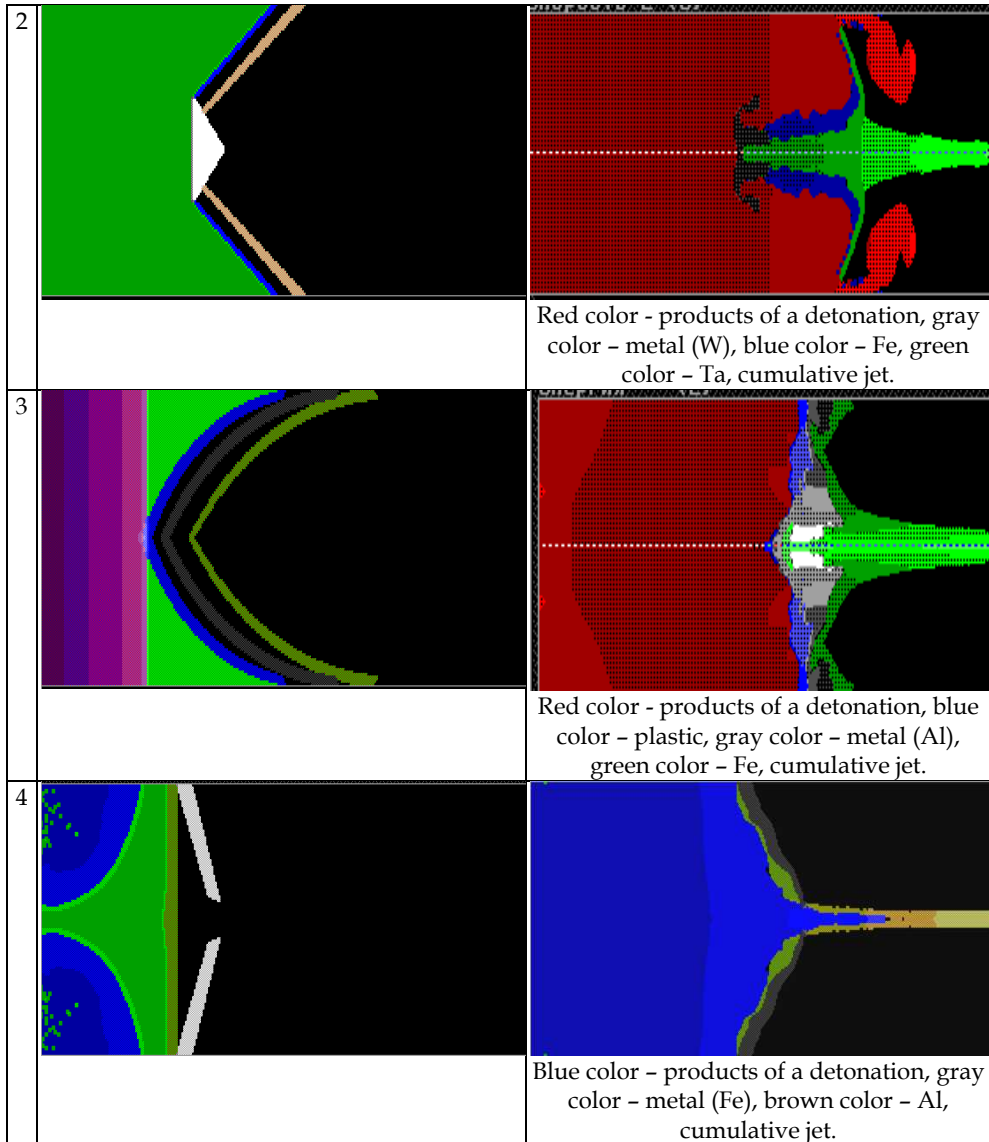 2
Red color - products of a detonation, gray
color – metal (W), blue color – Fe, green
color – Ta, cumulative jet.
3
Red color - products of a detonation, blue
color – plastic, gray color – metal (Al),
green color – Fe, cumulative jet.
4
Blue color – products of a detonation, gray
color – metal (Fe), brown color – Al,
cumulative jet.